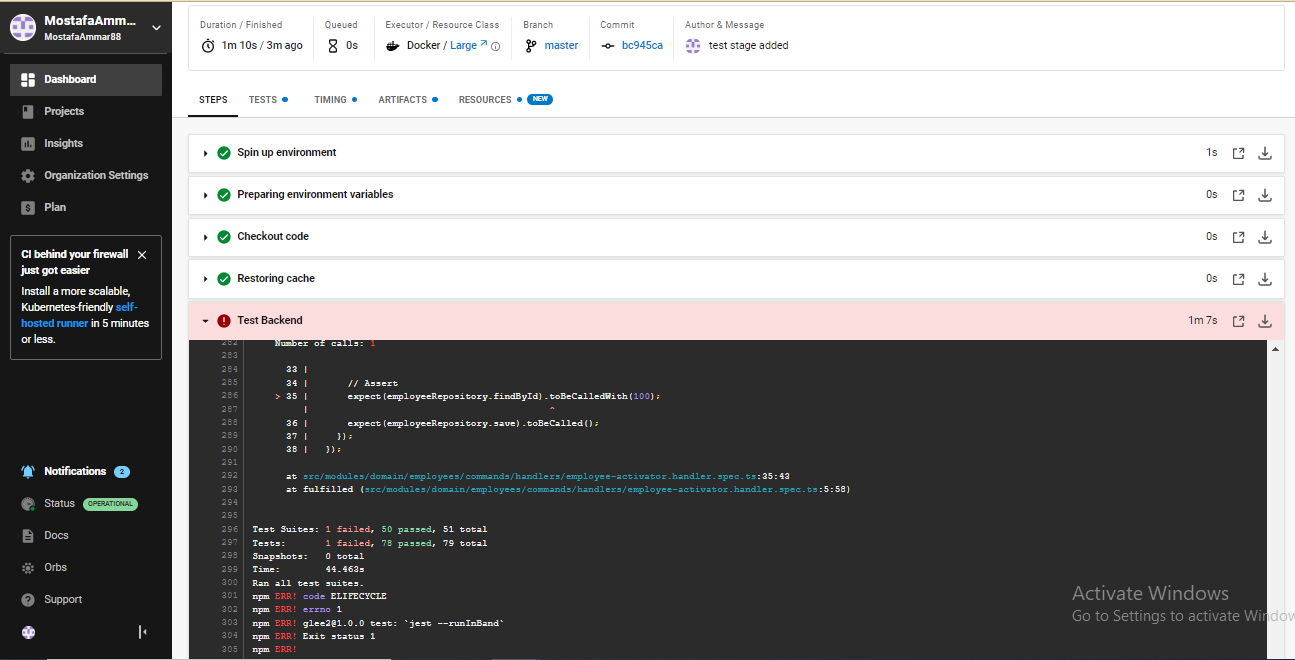 MostafaAmm...
MostafaAmmar88
Dashboard
Projects
Insights
Organization Settings
Plan
CI behind your firewall
just got easier
Install a more scalable,
Kubernetes-friendly self-
hosted runner in 5 minutes
or less.
Notifications 2
Status OPERATIONAL
Docs
Orbs
Support
Duration / Finished
1m 10s / 3m ago
Queued
0s
Executor / Resource Class
Docker / Large
Branch
master
Commit
bc945ca
Author & Message
test stage added
STEPS TESTS TIMING ARTIFACTS RESOURCES NEW
Spin up environment 1s
Preparing environment variables 0s
Checkout code 0s
Restoring cache 0s
Test Backend 1m 7s
282 Number of calls: 1
283
284 33 |
285 34 | // Assert
286 > 35 | expect(employeeRepository.findById).toBeCalledWith(100);
287 | ^
288 36 | expect(employeeRepository.save).toBeCalled();
289 37 | });
290 38 | });
291
292 at src/modules/domain/employees/commands/handlers/employee-activator.handler.spec.ts:35:43
293 at fulfilled (src/modules/domain/employees/commands/handlers/employee-activator.handler.spec.ts:5:58)
294
295
296 Test Suites: 1 failed, 50 passed, 51 total
297 Tests: 1 failed, 78 passed, 79 total
298 Snapshots: 0 total
299 Time: 44.463s
300 Ran all test suites.
301 npm ERR! code ELIFECYCLE
302 npm ERR! errno 1
303 npm ERR! glee2@1.0.0 test: `jest --runInBand`
304 npm ERR! Exit status 1
305 npm ERR!
Activate Windows
Go to Settings to activate Window